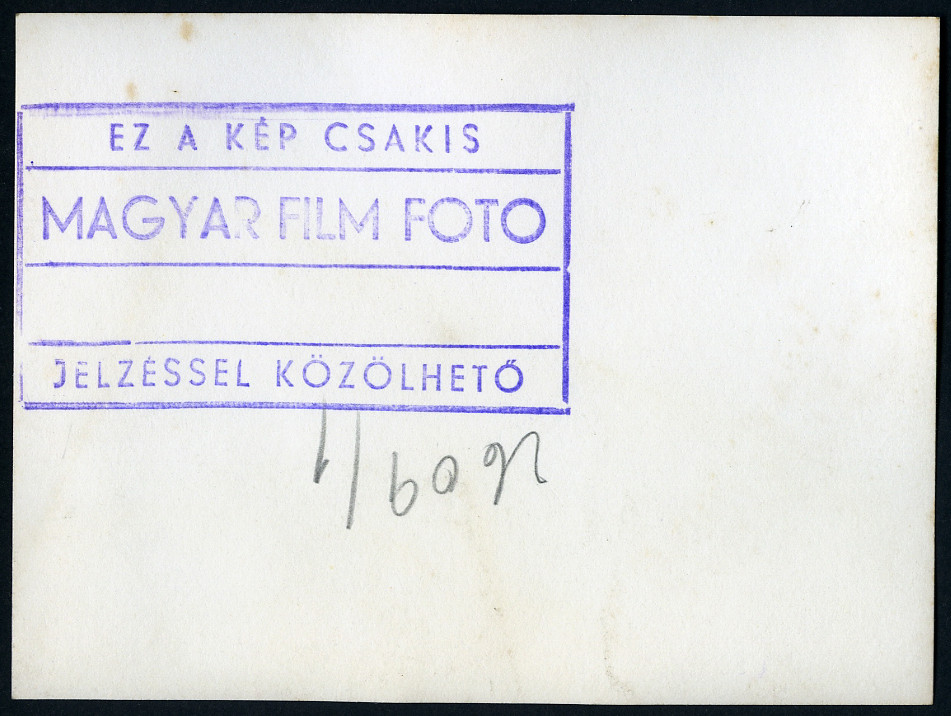 EZ A KÉP CSAKIS
MAGYAR FILM FOTO
JELZÉSSEL KÖZÖLHETŐ